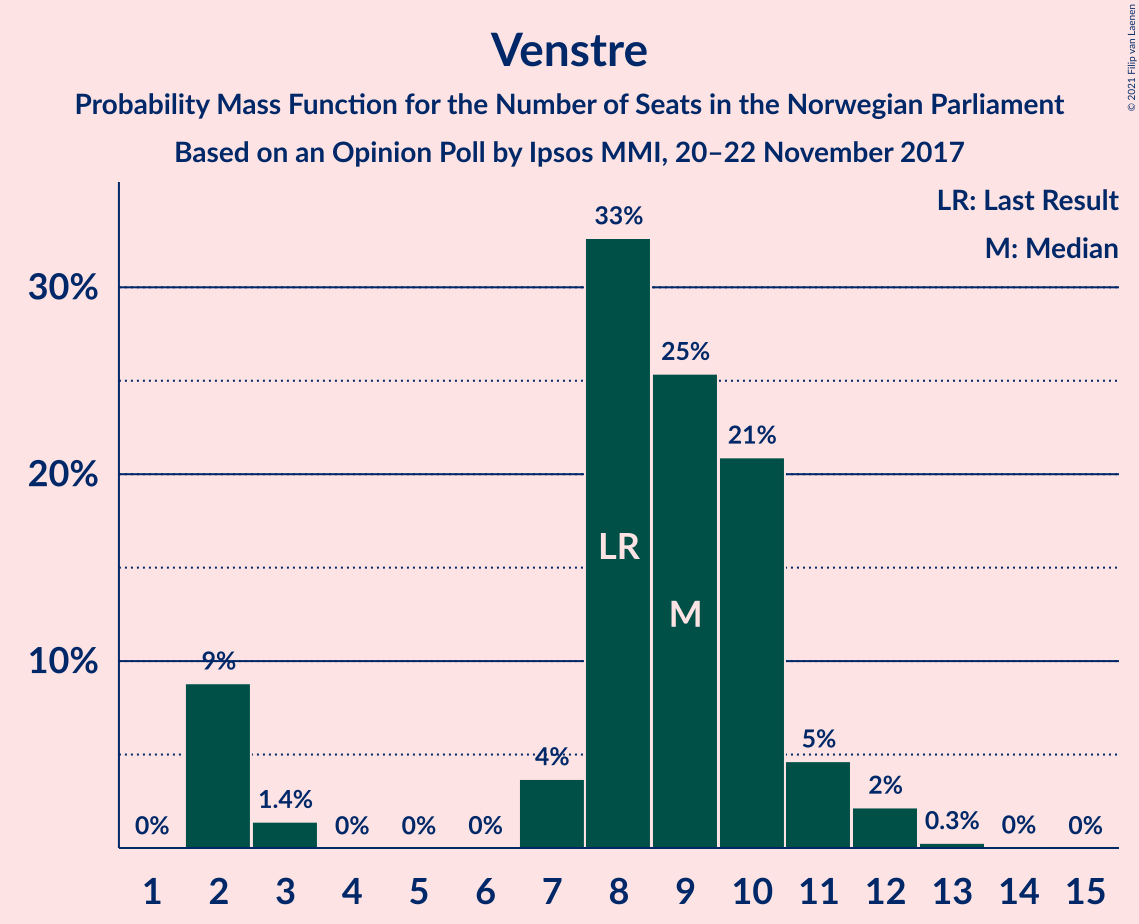 © 2021 Filip van Laenen
Venstre
Probability Mass Function for the Number of Seats in the Norwegian Parliament
Based on an Opinion Poll by Ipsos MMI, 20–22 November 2017
LR: Last Result
M: Median
30%
20%
10%
0%
9%
1.4%
0%
0%
0%
4%
33%
25%
21%
5%
2%
0.3%
0%
0%
LR
M
1 2 3 4 5 6 7 8 9 10 11 12 13 14 15